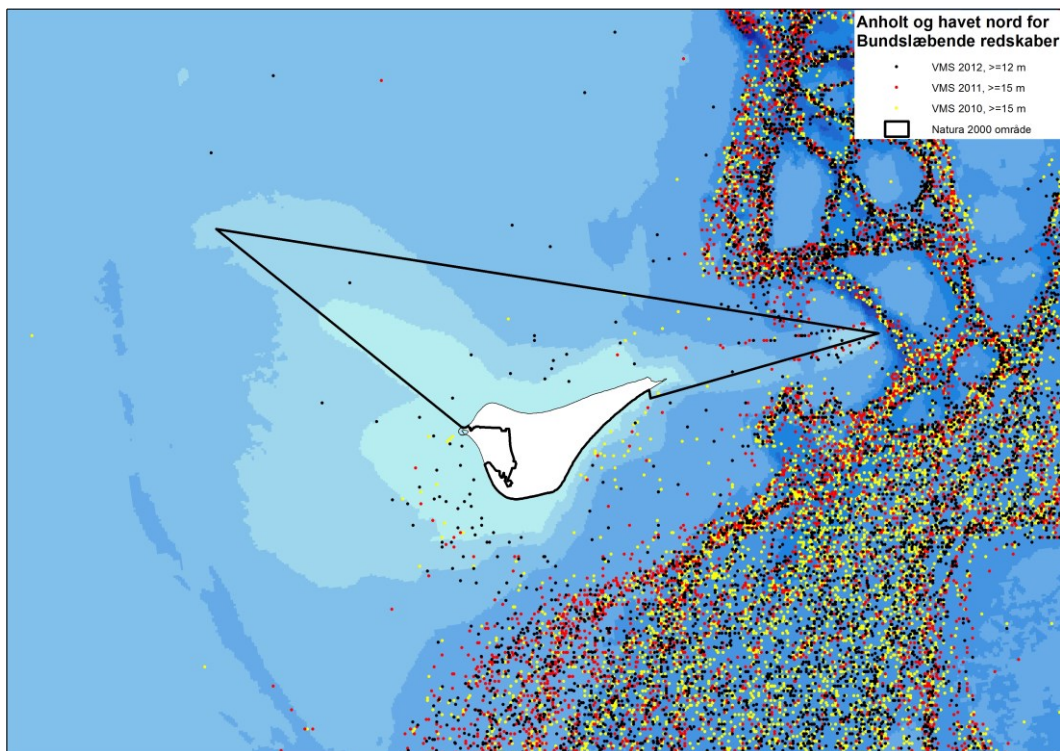 Anholt og havet nord for
Bundslæbende redskaber
VMS 2012, >=12 m
VMS 2011, >=15 m
VMS 2010, >=15 m
Natura 2000 område